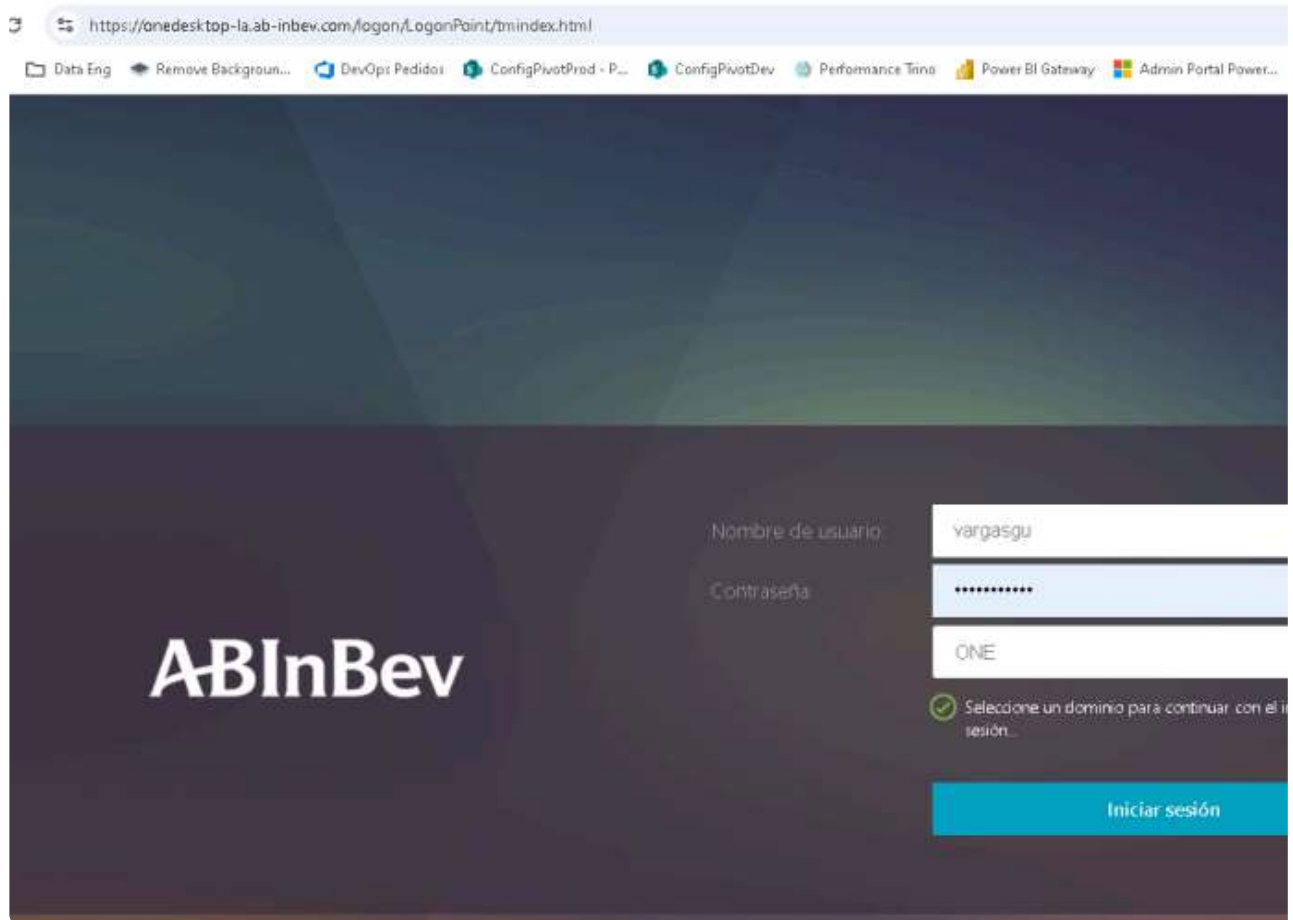 https://onedesktop-la.ab-inbev.com/logon/LogonPoint/tmindex.html
Data Eng Remove Backgroun... DevOps Pedidos ConfigPivotProd - P... ConfigPivotDev Performance Trino Power BI Gateway Admin Portal Power...
Nombre de usuario: vargasgu
Contraseña: •••••••••••
ONE
Seleccione un dominio para continuar con el i
sesión...
ABInBev
Iniciar sesión